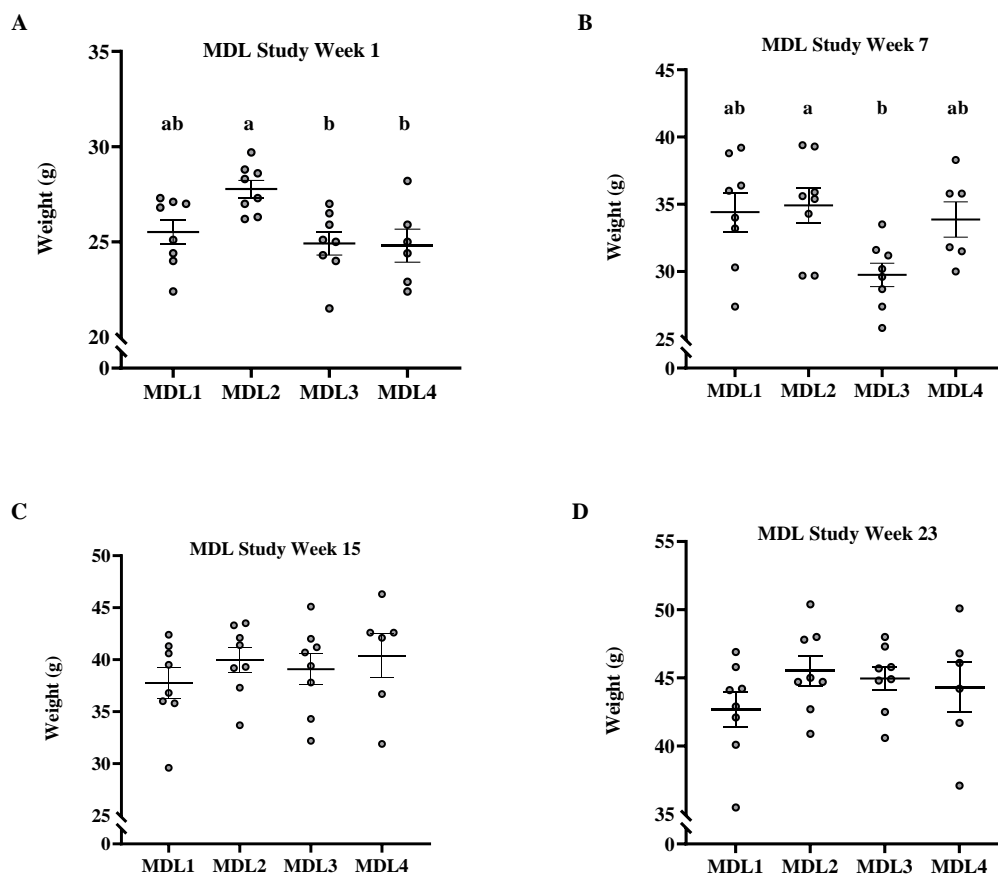 A
MDL Study Week 1
Weight (g)
35
30
25
20
0
ab
a
b
b
MDL1
MDL2
MDL3
MDL4
B
MDL Study Week 7
Weight (g)
45
40
35
30
25
0
ab
a
b
ab
MDL1
MDL2
MDL3
MDL4
C
MDL Study Week 15
Weight (g)
50
45
40
35
30
25
0
MDL1
MDL2
MDL3
MDL4
D
MDL Study Week 23
Weight (g)
55
50
45
40
35
0
MDL1
MDL2
MDL3
MDL4